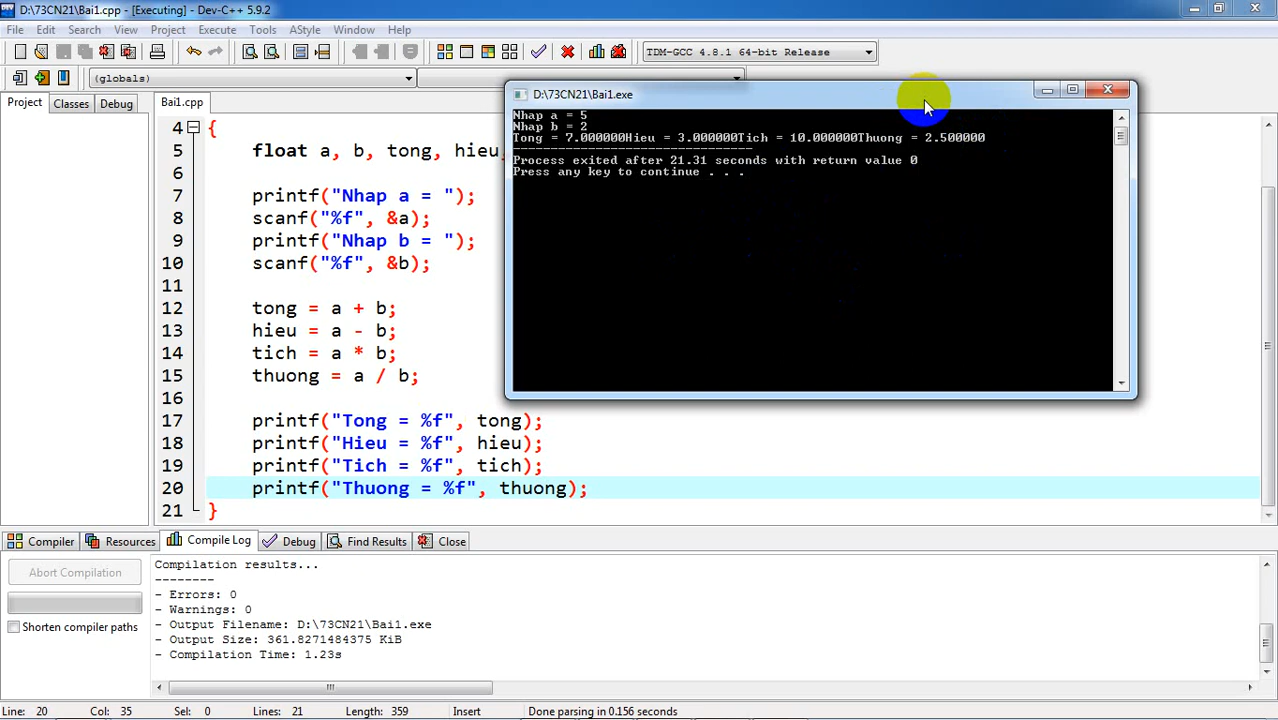 D:\73CN21\Bai1.cpp - [Executing] - Dev-C++ 5.9.2
File Edit Search View Project Execute Tools AStyle Window Help
TDM-GCC 4.8.1 64-bit Release
(globals)
Project Classes Debug
Bai1.cpp
4 {
5 float a, b, tong, hieu,
6
7 printf("Nhap a = ");
8 scanf("%f", &a);
9 printf("Nhap b = ");
10 scanf("%f", &b);
11
12 tong = a + b;
13 hieu = a - b;
14 tich = a * b;
15 thuong = a / b;
16
17 printf("Tong = %f", tong);
18 printf("Hieu = %f", hieu);
19 printf("Tich = %f", tich);
20 printf("Thuong = %f", thuong);
21 }
D:\73CN21\Bai1.exe
Nhap a = 5
Nhap b = 2
Tong = 7.000000Hieu = 3.000000Tich = 10.000000Thuong = 2.500000
--------------------------------
Process exited after 21.31 seconds with return value 0
Press any key to continue . . .
Compiler Resources Compile Log Debug Find Results Close
Abort Compilation
Shorten compiler paths
Compilation results...
--------
- Errors: 0
- Warnings: 0
- Output Filename: D:\73CN21\Bai1.exe
- Output Size: 361.8271484375 KiB
- Compilation Time: 1.23s
Line: 20 Col: 35 Sel: 0 Lines: 21 Length: 359 Insert Done parsing in 0.156 seconds